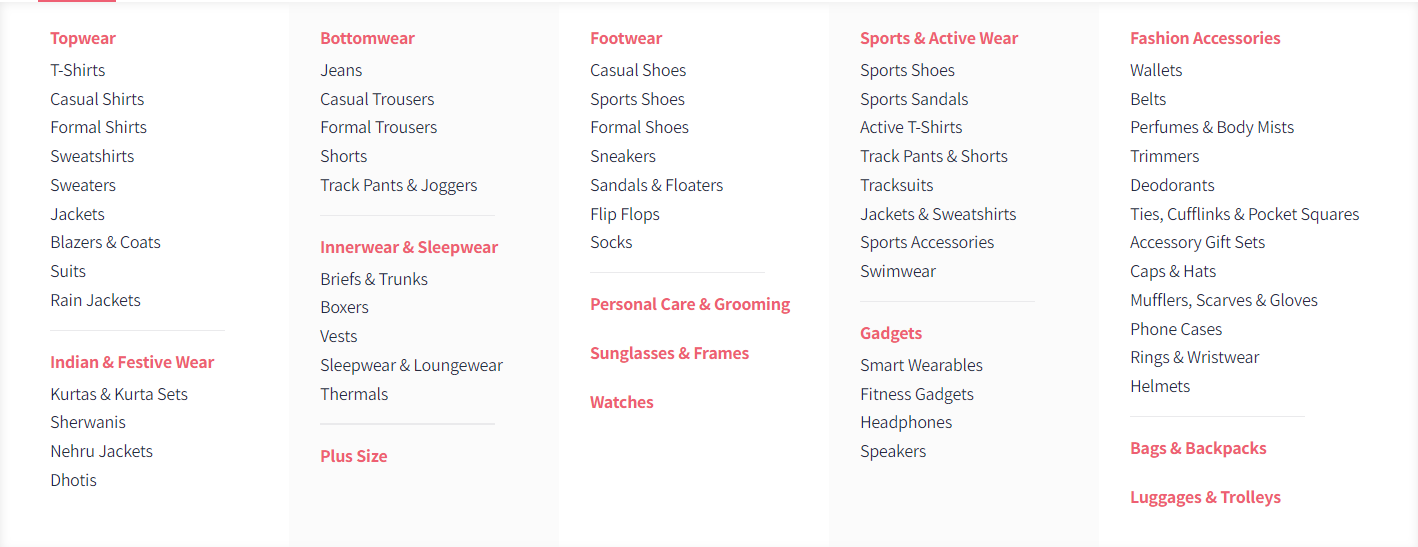 Topwear
T-Shirts
Casual Shirts
Formal Shirts
Sweatshirts
Sweaters
Jackets
Blazers & Coats
Suits
Rain Jackets
Indian & Festive Wear
Kurtas & Kurta Sets
Sherwanis
Nehru Jackets
Dhotis
Bottomwear
Jeans
Casual Trousers
Formal Trousers
Shorts
Track Pants & Joggers
Innerwear & Sleepwear
Briefs & Trunks
Boxers
Vests
Sleepwear & Loungewear
Thermals
Plus Size
Footwear
Casual Shoes
Sports Shoes
Formal Shoes
Sneakers
Sandals & Floaters
Flip Flops
Socks
Personal Care & Grooming
Sunglasses & Frames
Watches
Sports & Active Wear
Sports Shoes
Sports Sandals
Active T-Shirts
Track Pants & Shorts
Tracksuits
Jackets & Sweatshirts
Sports Accessories
Swimwear
Gadgets
Smart Wearables
Fitness Gadgets
Headphones
Speakers
Fashion Accessories
Wallets
Belts
Perfumes & Body Mists
Trimmers
Deodorants
Ties, Cufflinks & Pocket Squares
Accessory Gift Sets
Caps & Hats
Mufflers, Scarves & Gloves
Phone Cases
Rings & Wristwear
Helmets
Bags & Backpacks
Luggages & Trolleys